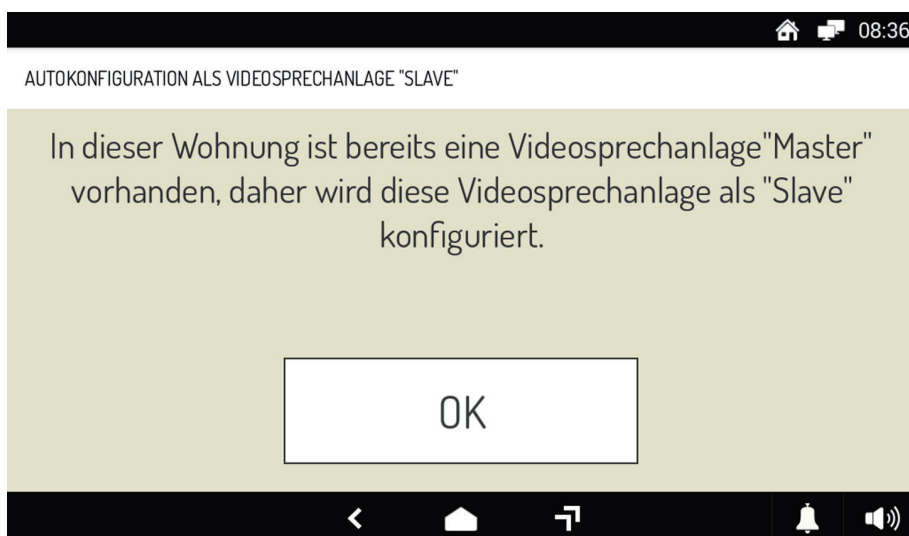 08:36
AUTOKONFIGURATION ALS VIDEOSPRECHANLAGE "SLAVE"
In dieser Wohnung ist bereits eine Videosprechanlage"Master"
vorhanden, daher wird diese Videosprechanlage als "Slave"
konfiguriert.
OK